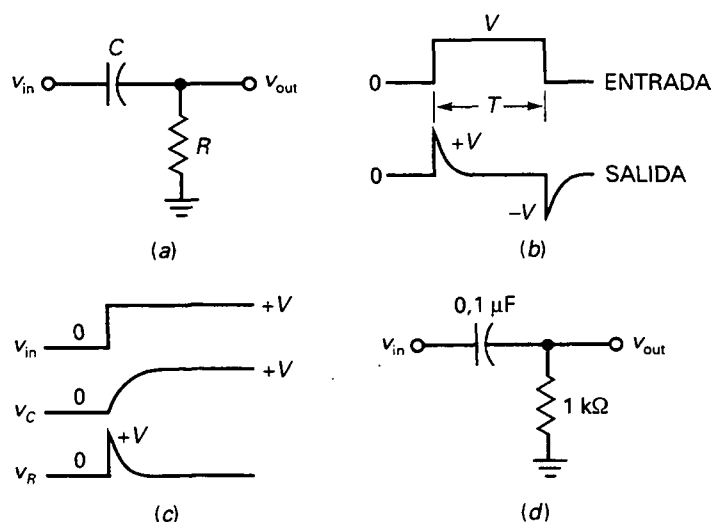 C
v_in
v_out
R
(a)
V
0
ENTRADA
T
+V
0
SALIDA
−V
(b)
0
+V
v_in
0
+V
v_C
+V
0
v_R
(c)
0,1 μF
v_in
v_out
1 kΩ
(d)